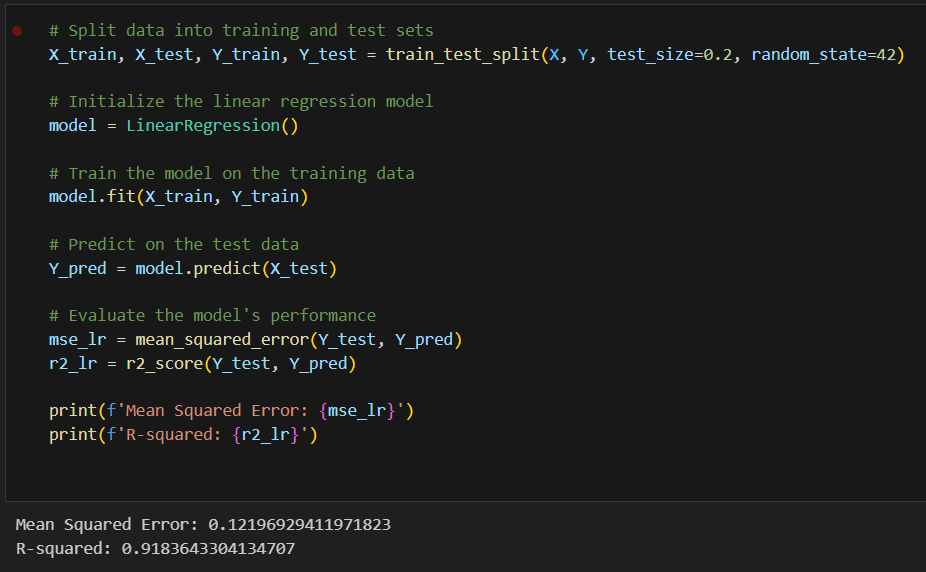 # Split data into training and test sets
X_train, X_test, Y_train, Y_test = train_test_split(X, Y, test_size=0.2, random_state=42)
# Initialize the linear regression model
model = LinearRegression()
# Train the model on the training data
model.fit(X_train, Y_train)
# Predict on the test data
Y_pred = model.predict(X_test)
# Evaluate the model's performance
mse_lr = mean_squared_error(Y_test, Y_pred)
r2_lr = r2_score(Y_test, Y_pred)
print(f'Mean Squared Error: {mse_lr}')
print(f'R-squared: {r2_lr}')
Mean Squared Error: 0.12196929411971823
R-squared: 0.9183643304134707